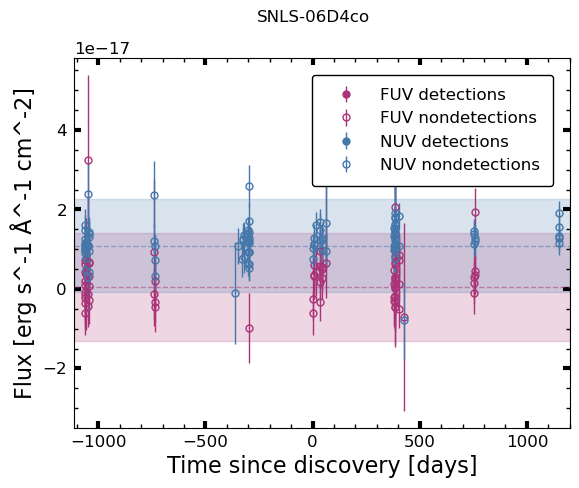 SNLS-06D4co
1e−17
FUV detections
FUV nondetections
NUV detections
NUV nondetections
4
2
0
−2
Flux [erg s^-1 Å^-1 cm^-2]
−1000 −500 0 500 1000
Time since discovery [days]